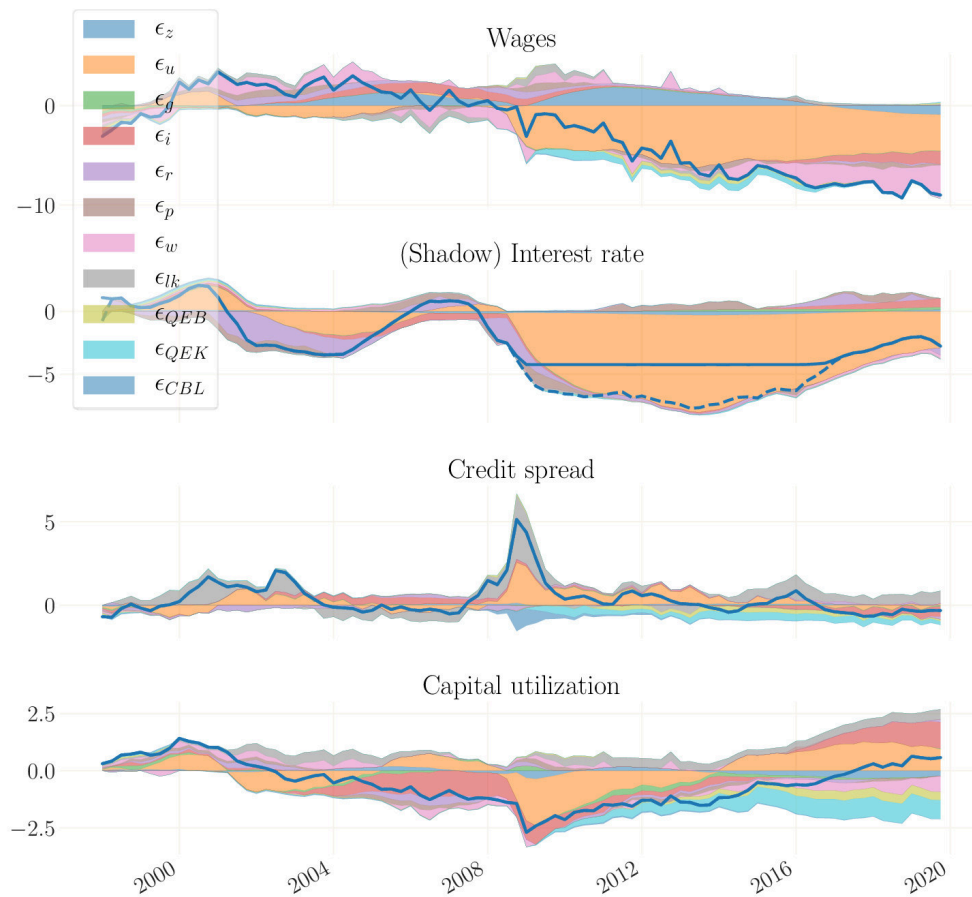 Wages
0
−10
ϵ_z
ϵ_u
ϵ_g
ϵ_i
ϵ_r
ϵ_p
ϵ_w
ϵ_lk
ϵ_QEB
ϵ_QEK
ϵ_CBL
(Shadow) Interest rate
0
−5
Credit spread
5
0
Capital utilization
2.5
0.0
−2.5
2000
2004
2008
2012
2016
2020